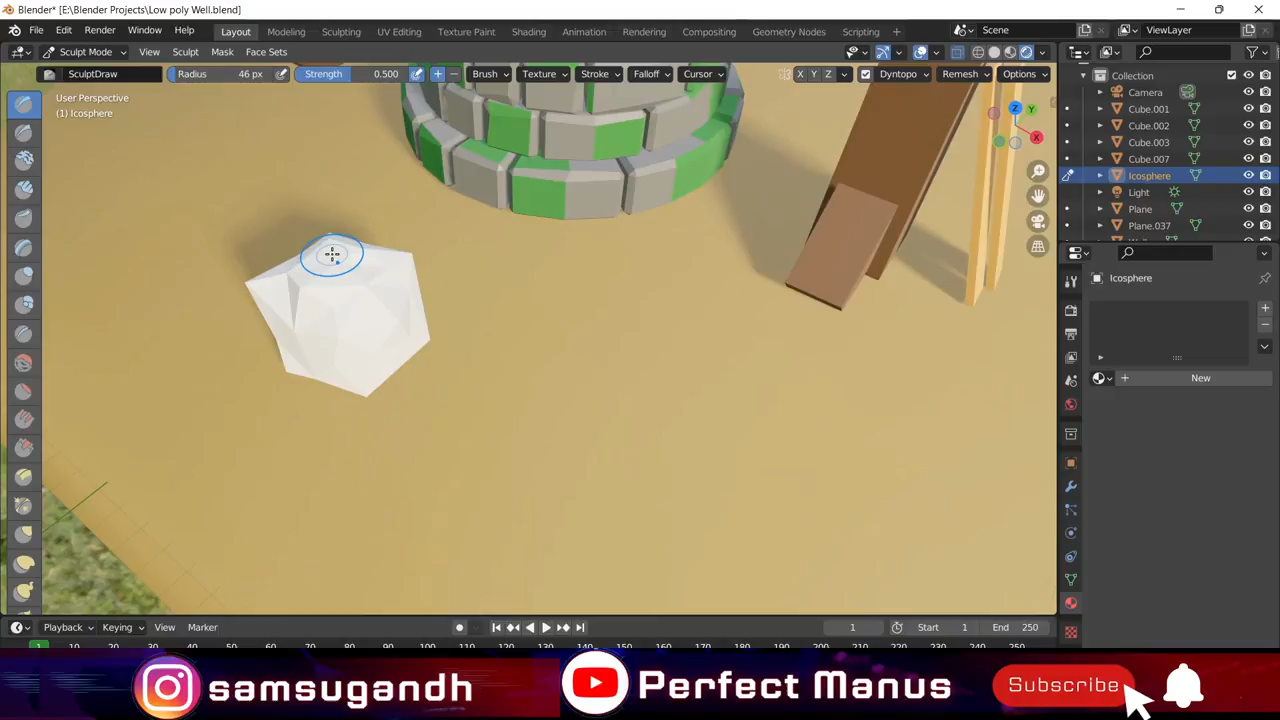 Blender* [E:\Blender Projects\Low poly Well.blend]
File Edit Render Window Help Layout Modeling Sculpting UV Editing Texture Paint Shading Animation Rendering Compositing Geometry Nodes Scripting + Scene ViewLayer
Sculpt Mode View Sculpt Mask Face Sets
SculptDraw Radius 46 px Strength 0.500 Brush Texture Stroke Falloff Cursor X Y Z Dyntopo Remesh Options
User Perspective
(1) Icosphere
Z Y X
Collection
Camera
Cube.001
Cube.002
Cube.003
Cube.007
Icosphere
Light
Plane
Plane.037
Icosphere
New
Playback Keying View Marker 1 Start 1 End 250
1 20 30 40 50 60 70 80 90 100 110 120 130 140 150 160 170 180 190 200 210 220 230 240 250
samsugandh Perfect Manus Subscribe